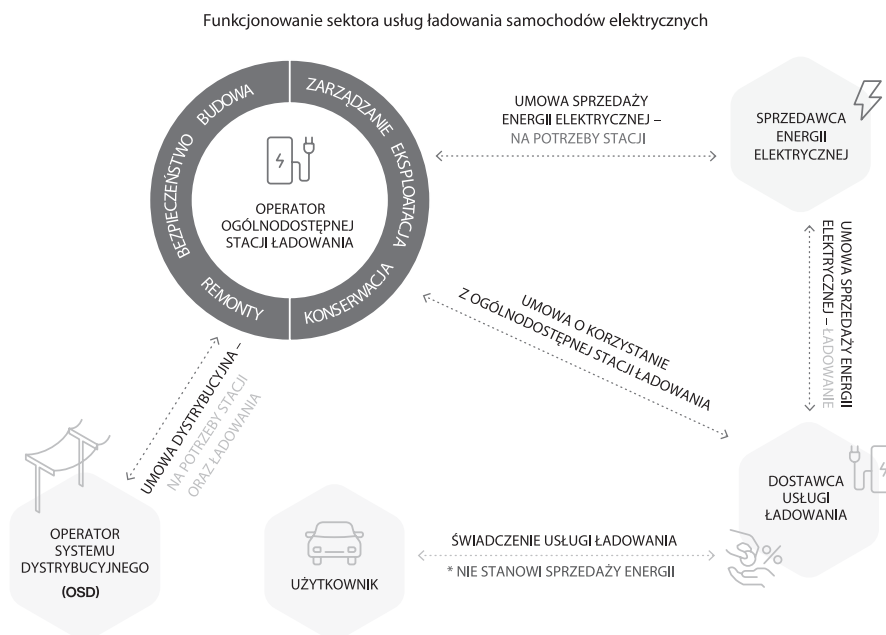 Funkcjonowanie sektora usług ładowania samochodów elektrycznych
BEZPIECZEŃSTWO
BUDOWA
ZARZĄDZANIE
EKSPLOATACJA
KONSERWACJA
REMONTY
OPERATOR
OGÓLNODOSTĘPNEJ
STACJI ŁADOWANIA
UMOWA SPRZEDAŻY
ENERGII ELEKTRYCZNEJ –
NA POTRZEBY STACJI
SPRZEDAWCA
ENERGII
ELEKTRYCZNEJ
UMOWA SPRZEDAŻY ENERGII
ELEKTRYCZNEJ – ŁADOWANIE
UMOWA O KORZYSTANIE
Z OGÓLNODOSTĘPNEJ STACJI ŁADOWANIA
UMOWA DYSTRYBUCYJNA –
NA POTRZEBY STACJI
ORAZ ŁADOWANIA
OPERATOR
SYSTEMU
DYSTRYBUCYJNEGO
(OSD)
UŻYTKOWNIK
ŚWIADCZENIE USŁUGI ŁADOWANIA
* NIE STANOWI SPRZEDAŻY ENERGII
DOSTAWCA
USŁUGI
ŁADOWANIA
%